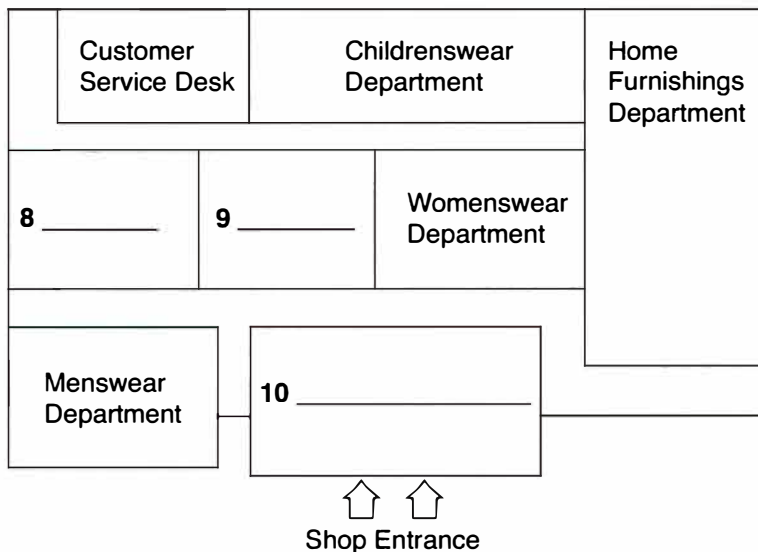 Customer
Service Desk
Childrenswear
Department
Home
Furnishings
Department
8 ________
9 ________
Womenswear
Department
Menswear
Department
10 ________________
Shop Entrance